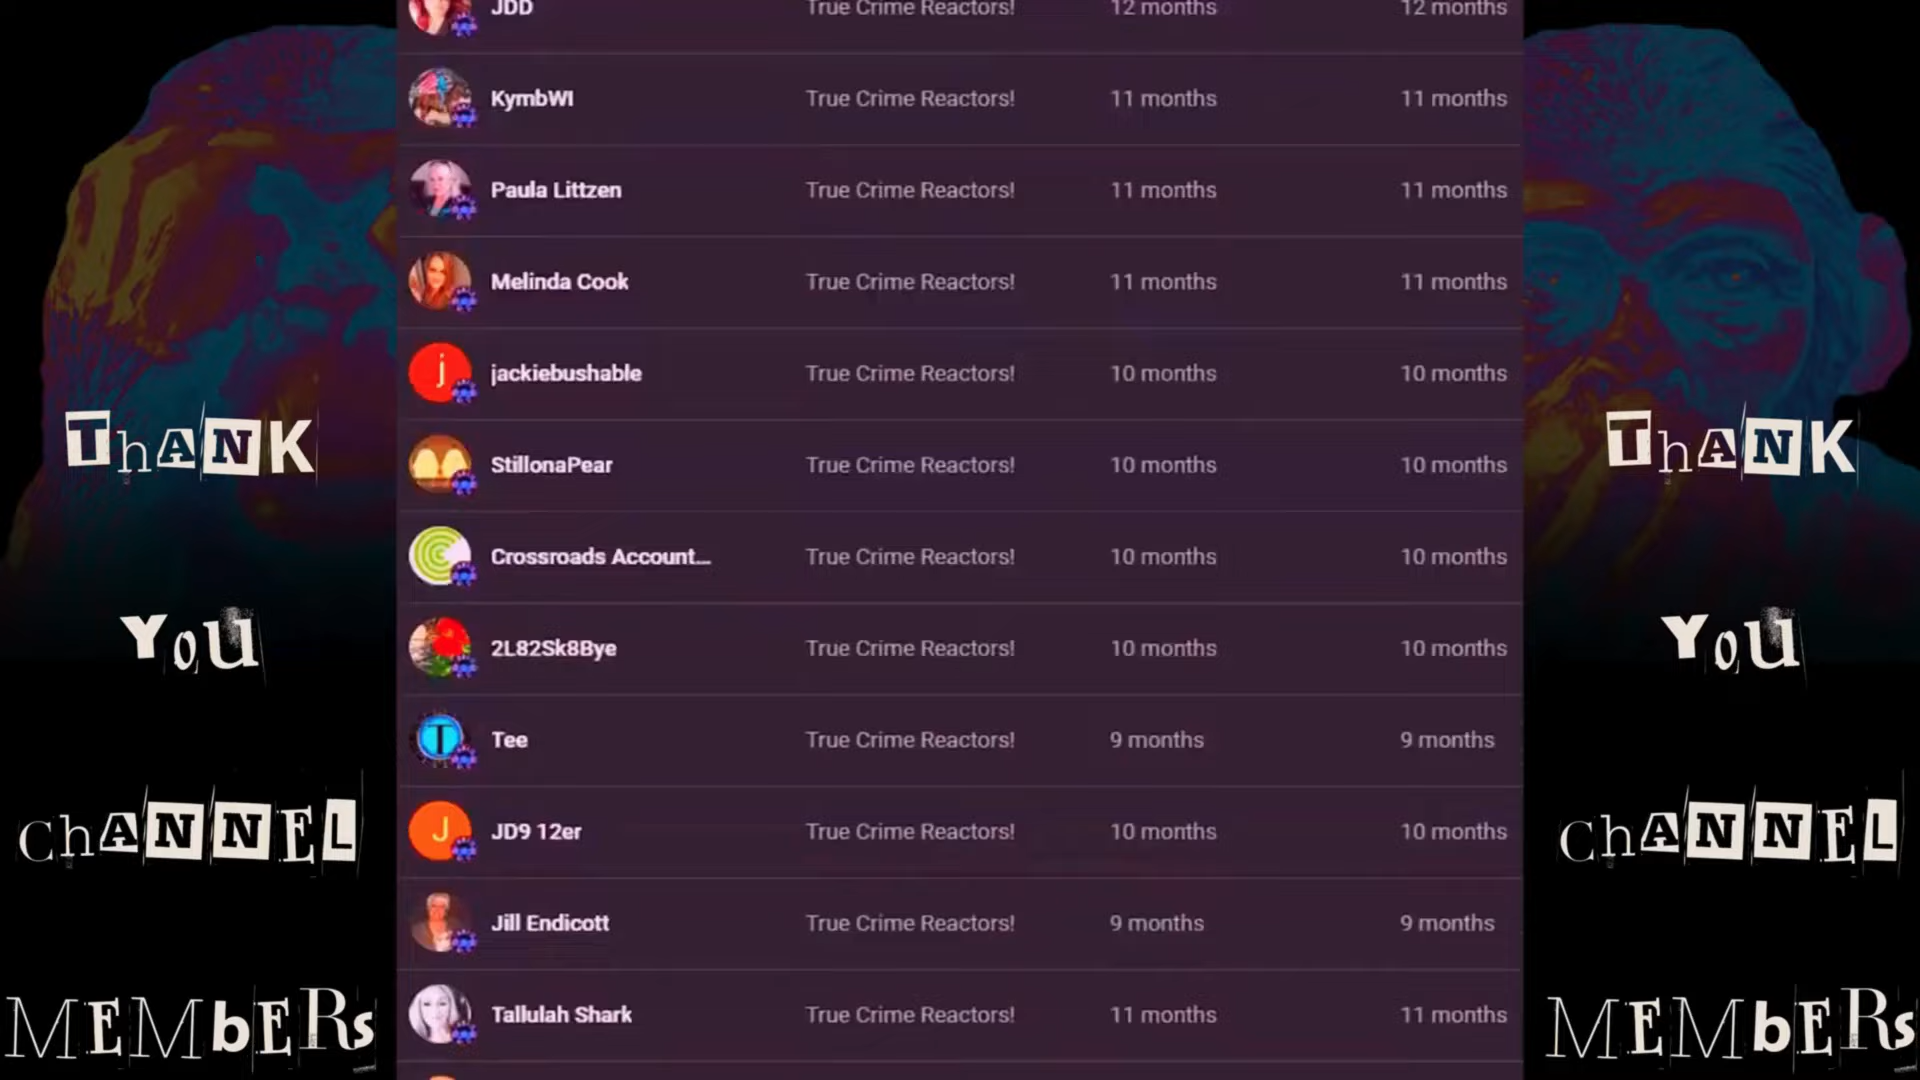 JDD True Crime Reactors! 12 months 12 months
KymbWI True Crime Reactors! 11 months 11 months
Paula Littzen True Crime Reactors! 11 months 11 months
Melinda Cook True Crime Reactors! 11 months 11 months
j jackiebushable True Crime Reactors! 10 months 10 months
StillonaPear True Crime Reactors! 10 months 10 months
Crossroads Account... True Crime Reactors! 10 months 10 months
2L82Sk8Bye True Crime Reactors! 10 months 10 months
T Tee True Crime Reactors! 9 months 9 months
J JD9 12er True Crime Reactors! 10 months 10 months
Jill Endicott True Crime Reactors! 9 months 9 months
Tallulah Shark True Crime Reactors! 11 months 11 months
ThANK
You
ChANNEL
MEMbERs
ThANK
You
ChANNEL
MEMbERs